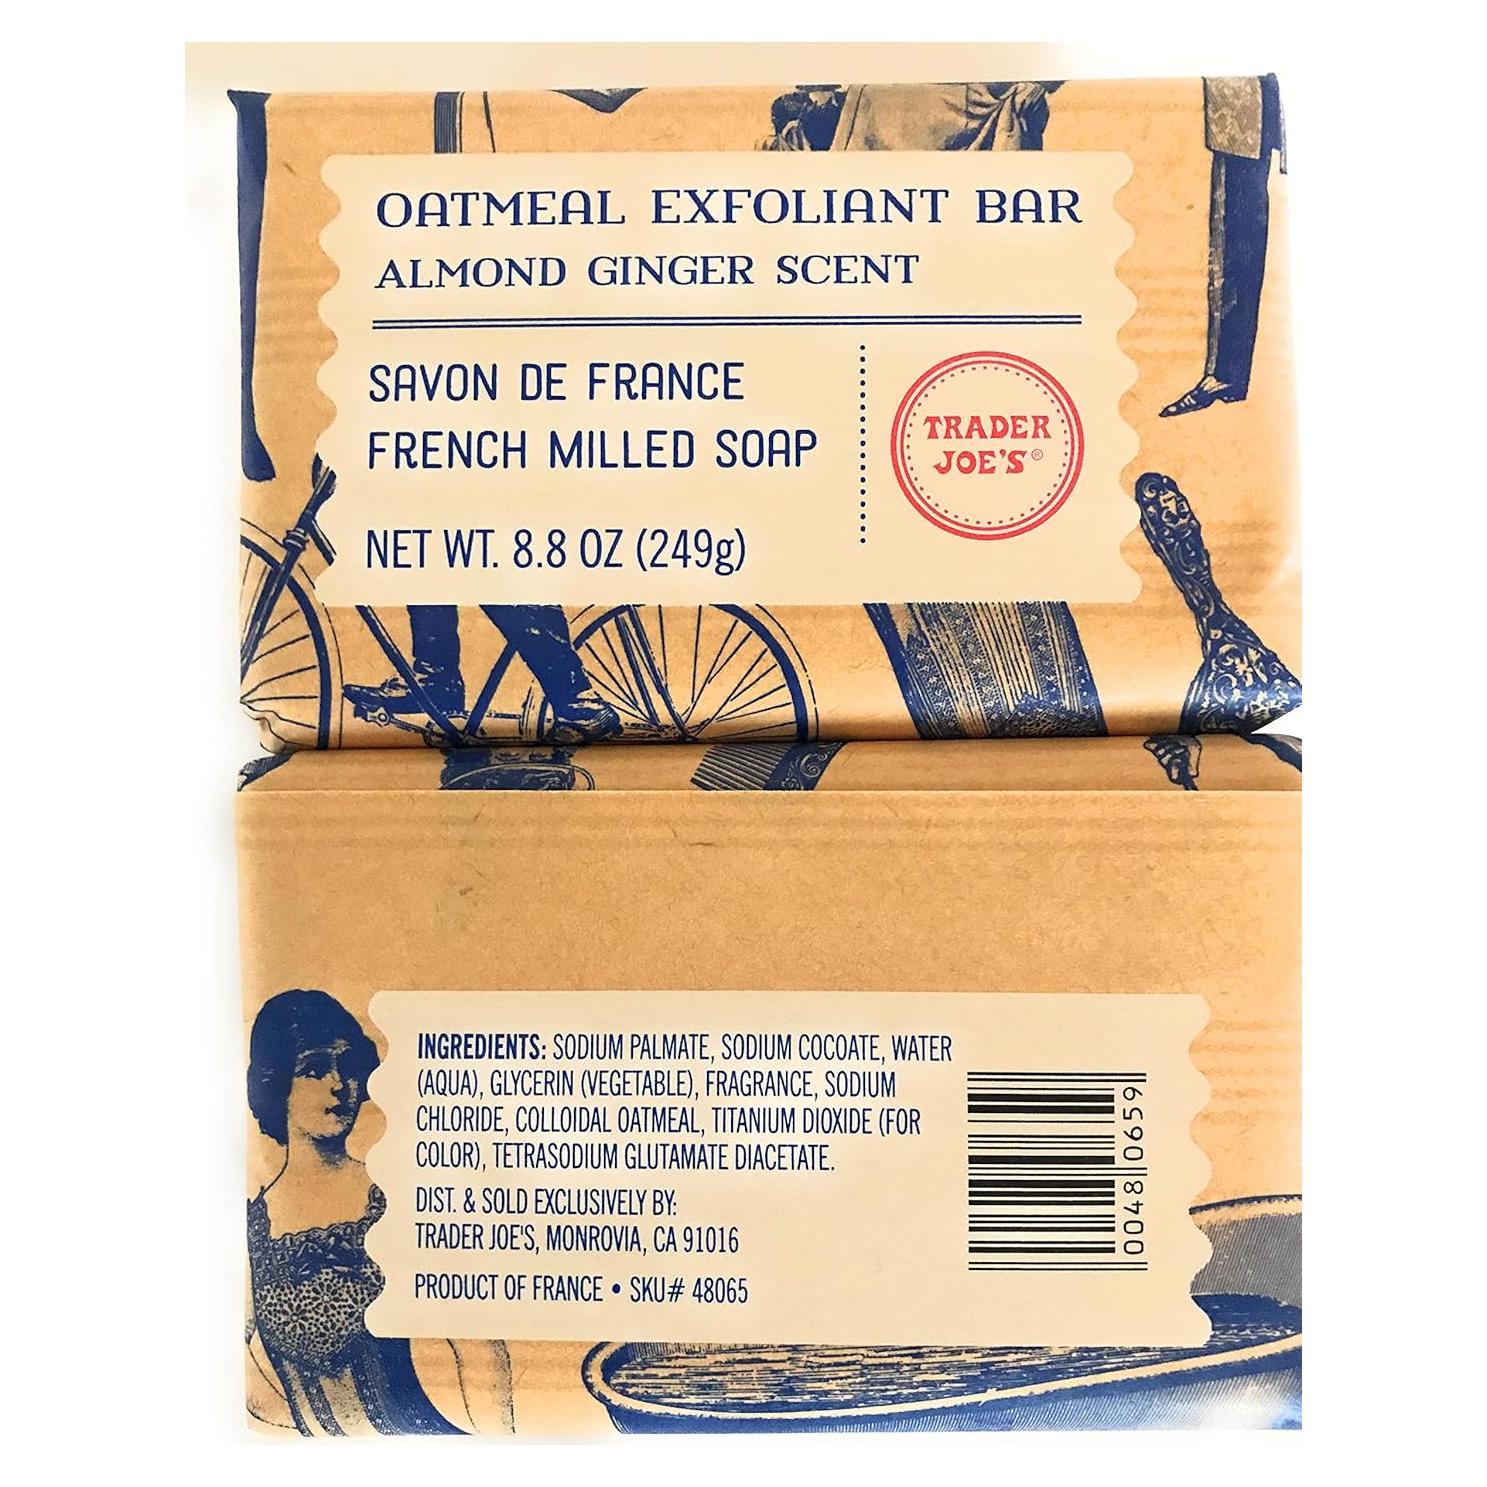 OATMEAL EXFOLIANT BAR
ALMOND GINGER SCENT
SAVON DE FRANCE
FRENCH MILLED SOAP
NET WT. 8.8 OZ (249g)
TRADER
JOE'S®
INGREDIENTS: SODIUM PALMATE, SODIUM COCOATE, WATER
(AQUA), GLYCERIN (VEGETABLE), FRAGRANCE, SODIUM
CHLORIDE, COLLOIDAL OATMEAL, TITANIUM DIOXIDE (FOR
COLOR), TETRASODIUM GLUTAMATE DIACETATE.
DIST. & SOLD EXCLUSIVELY BY:
TRADER JOE'S, MONROVIA, CA 91016
PRODUCT OF FRANCE • SKU# 48065
0048 0659